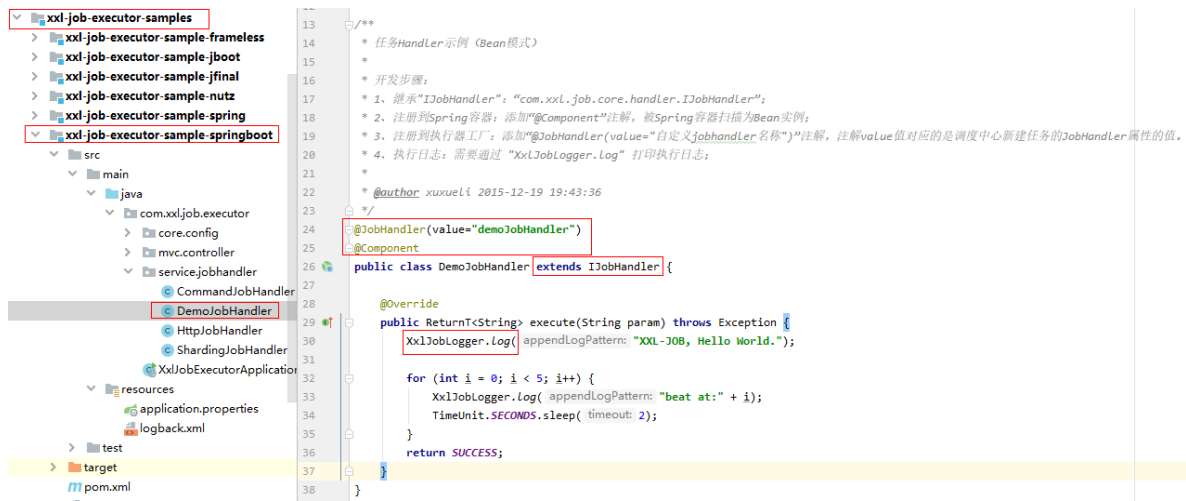 xxl-job-executor-samples
xxl-job-executor-sample-frameless
xxl-job-executor-sample-jboot
xxl-job-executor-sample-jfinal
xxl-job-executor-sample-nutz
xxl-job-executor-sample-spring
xxl-job-executor-sample-springboot
src
main
java
com.xxl.job.executor
core.config
mvc.controller
service.jobhandler
CommandJobHandler
DemoJobHandler
HttpJobHandler
ShardingJobHandler
XxlJobExecutorApplication
resources
application.properties
logback.xml
test
target
pom.xml
13 /**
14 * 任务Handler示例（Bean模式）
15 *
16 * 开发步骤：
17 * 1、继承"IJobHandler"：“com.xxl.job.core.handler.IJobHandler”；
18 * 2、注册到Spring容器：添加“@Component”注解，被Spring容器扫描为Bean实例；
19 * 3、注册到执行器工厂：添加“@JobHandler(value="自定义jobhandler名称")”注解，注解value值对应的是调度中心新建任务的JobHandler属性的值。
20 * 4、执行日志：需要通过 "XxlJobLogger.log" 打印执行日志；
21 *
22 * @author xuxueli 2015-12-19 19:43:36
23 */
24 @JobHandler(value="demoJobHandler")
25 @Component
26 public class DemoJobHandler extends IJobHandler {
27
28 @Override
29 public ReturnT<String> execute(String param) throws Exception {
30 XxlJobLogger.log( appendLogPattern: "XXL-JOB, Hello World.");
31
32 for (int i = 0; i < 5; i++) {
33 XxlJobLogger.log( appendLogPattern: "beat at:" + i);
34 TimeUnit.SECONDS.sleep( timeout: 2);
35 }
36 return SUCCESS;
37 }
38 }